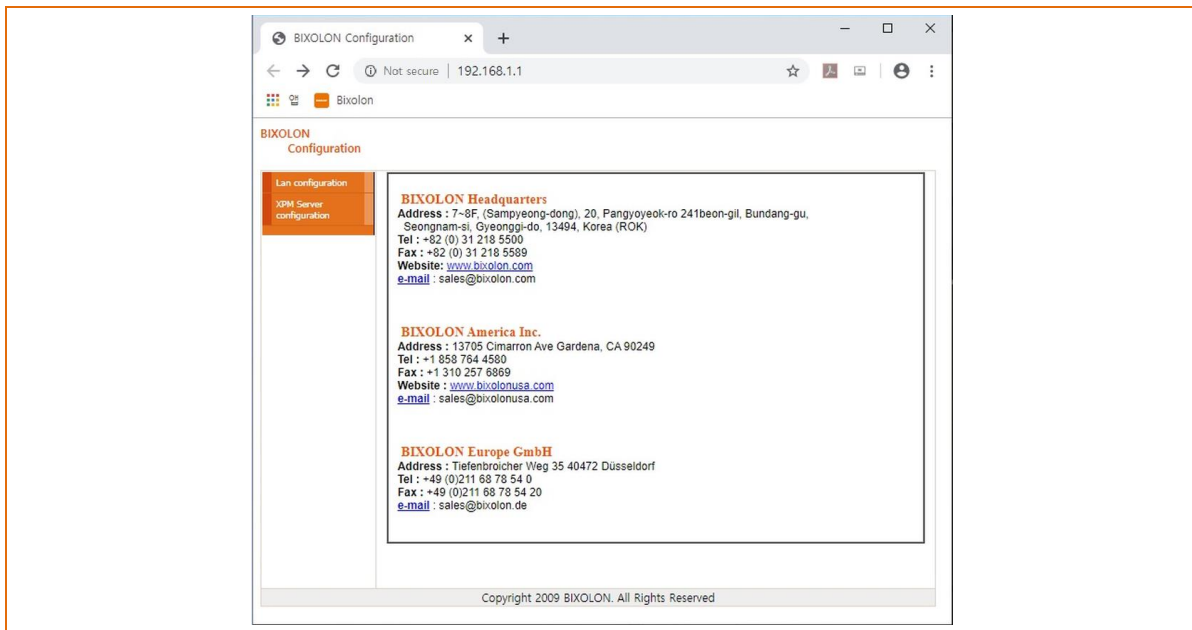 BIXOLON Configuration
Not secure | 192.168.1.1
앱 Bixolon
BIXOLON
Configuration
Lan configuration
XPM Server
configuration
BIXOLON Headquarters
Address : 7~8F, (Sampyeong-dong), 20, Pangyoyeok-ro 241beon-gil, Bundang-gu,
Seongnam-si, Gyeonggi-do, 13494, Korea (ROK)
Tel : +82 (0) 31 218 5500
Fax : +82 (0) 31 218 5589
Website: www.bixolon.com
e-mail : sales@bixolon.com
BIXOLON America Inc.
Address : 13705 Cimarron Ave Gardena, CA 90249
Tel : +1 858 764 4580
Fax : +1 310 257 6869
Website : www.bixolonusa.com
e-mail : sales@bixolonusa.com
BIXOLON Europe GmbH
Address : Tiefenbroicher Weg 35 40472 Düsseldorf
Tel : +49 (0)211 68 78 54 0
Fax : +49 (0)211 68 78 54 20
e-mail : sales@bixolon.de
Copyright 2009 BIXOLON. All Rights Reserved